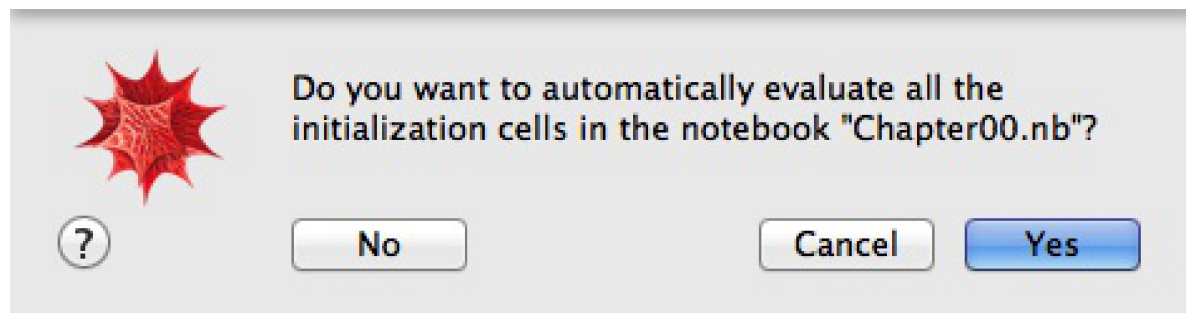 Do you want to automatically evaluate all the
initialization cells in the notebook "Chapter00.nb"?
?
No
Cancel
Yes